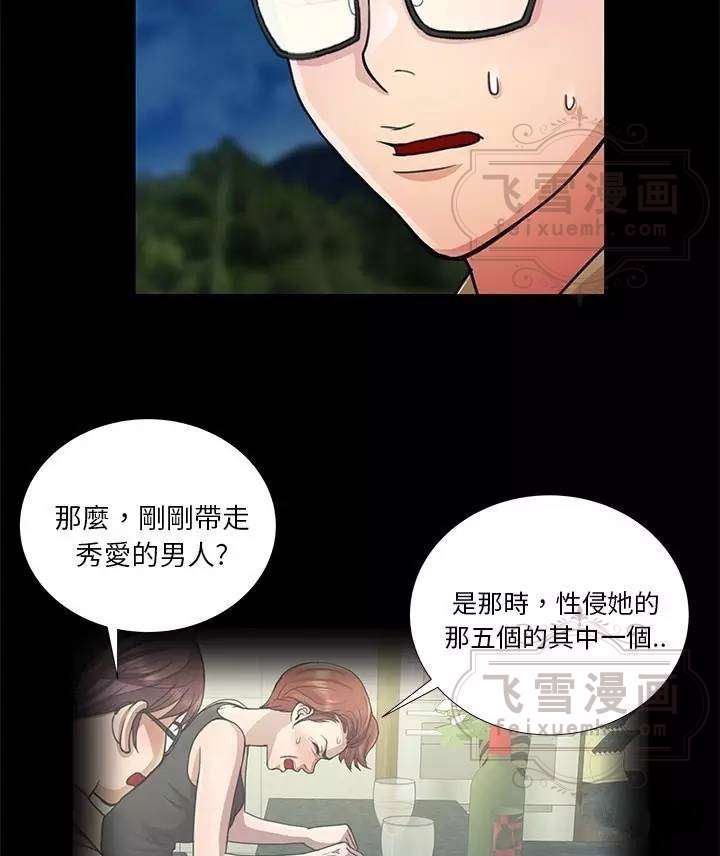 飞雪漫画
feixuemh.com
那麼，剛剛帶走
秀愛的男人?
是那時，性侵她的
那五個的其中一個..
飞雪漫画
feixuemh.com